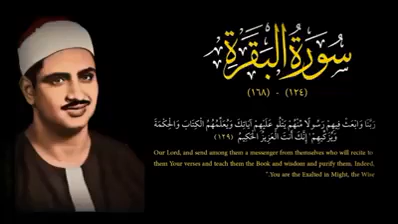 سُورَةُ البَقَرَةِ
(١٢٤) - (١٦٨)
رَبَّنَا وَابْعَثْ فِيهِمْ رَسُولًا مِّنْهُمْ يَتْلُو عَلَيْهِمْ آيَاتِكَ وَيُعَلِّمُهُمُ الْكِتَابَ وَالْحِكْمَةَ
وَيُزَكِّيهِمْ ۚ إِنَّكَ أَنتَ الْعَزِيزُ الْحَكِيمُ (١٢٩)
Our Lord, and send among them a messenger from themselves who will recite to
them Your verses and teach them the Book and wisdom and purify them. Indeed,
".You are the Exalted in Might, the Wise